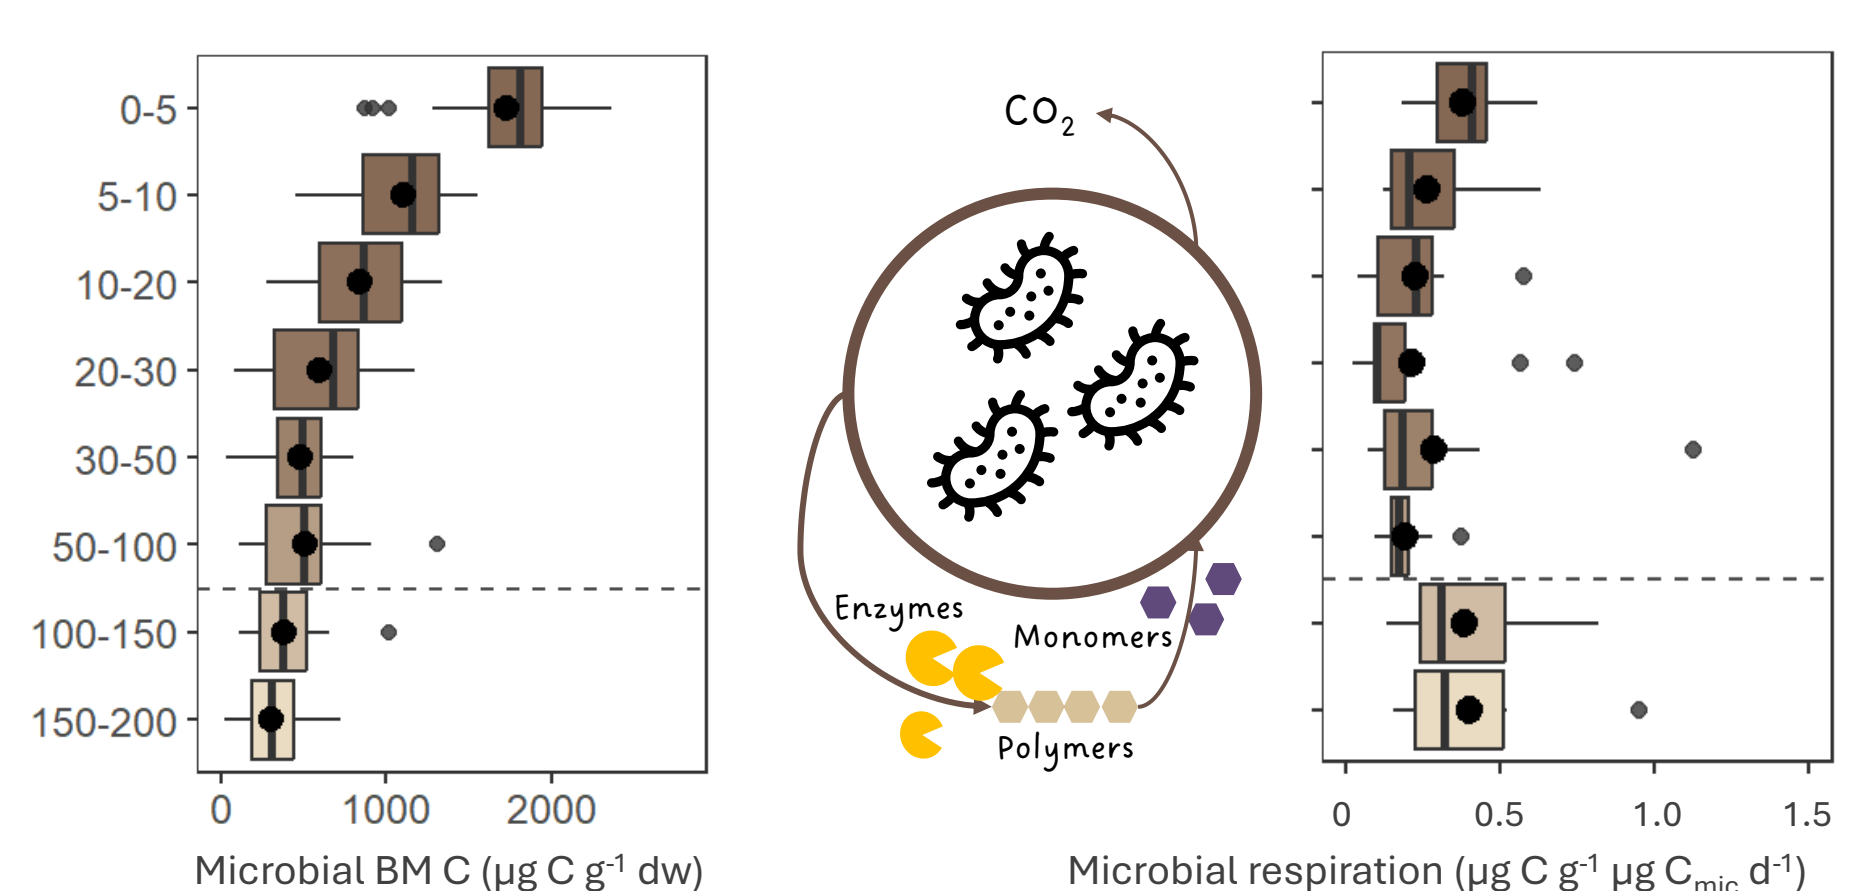 0-5
5-10
10-20
20-30
30-50
50-100
100-150
150-200
0 1000 2000
Microbial BM C (µg C g⁻¹ dw)
CO₂
Enzymes
Monomers
Polymers
0 0.5 1.0 1.5
Microbial respiration (µg C g⁻¹ µg Cmic d⁻¹)